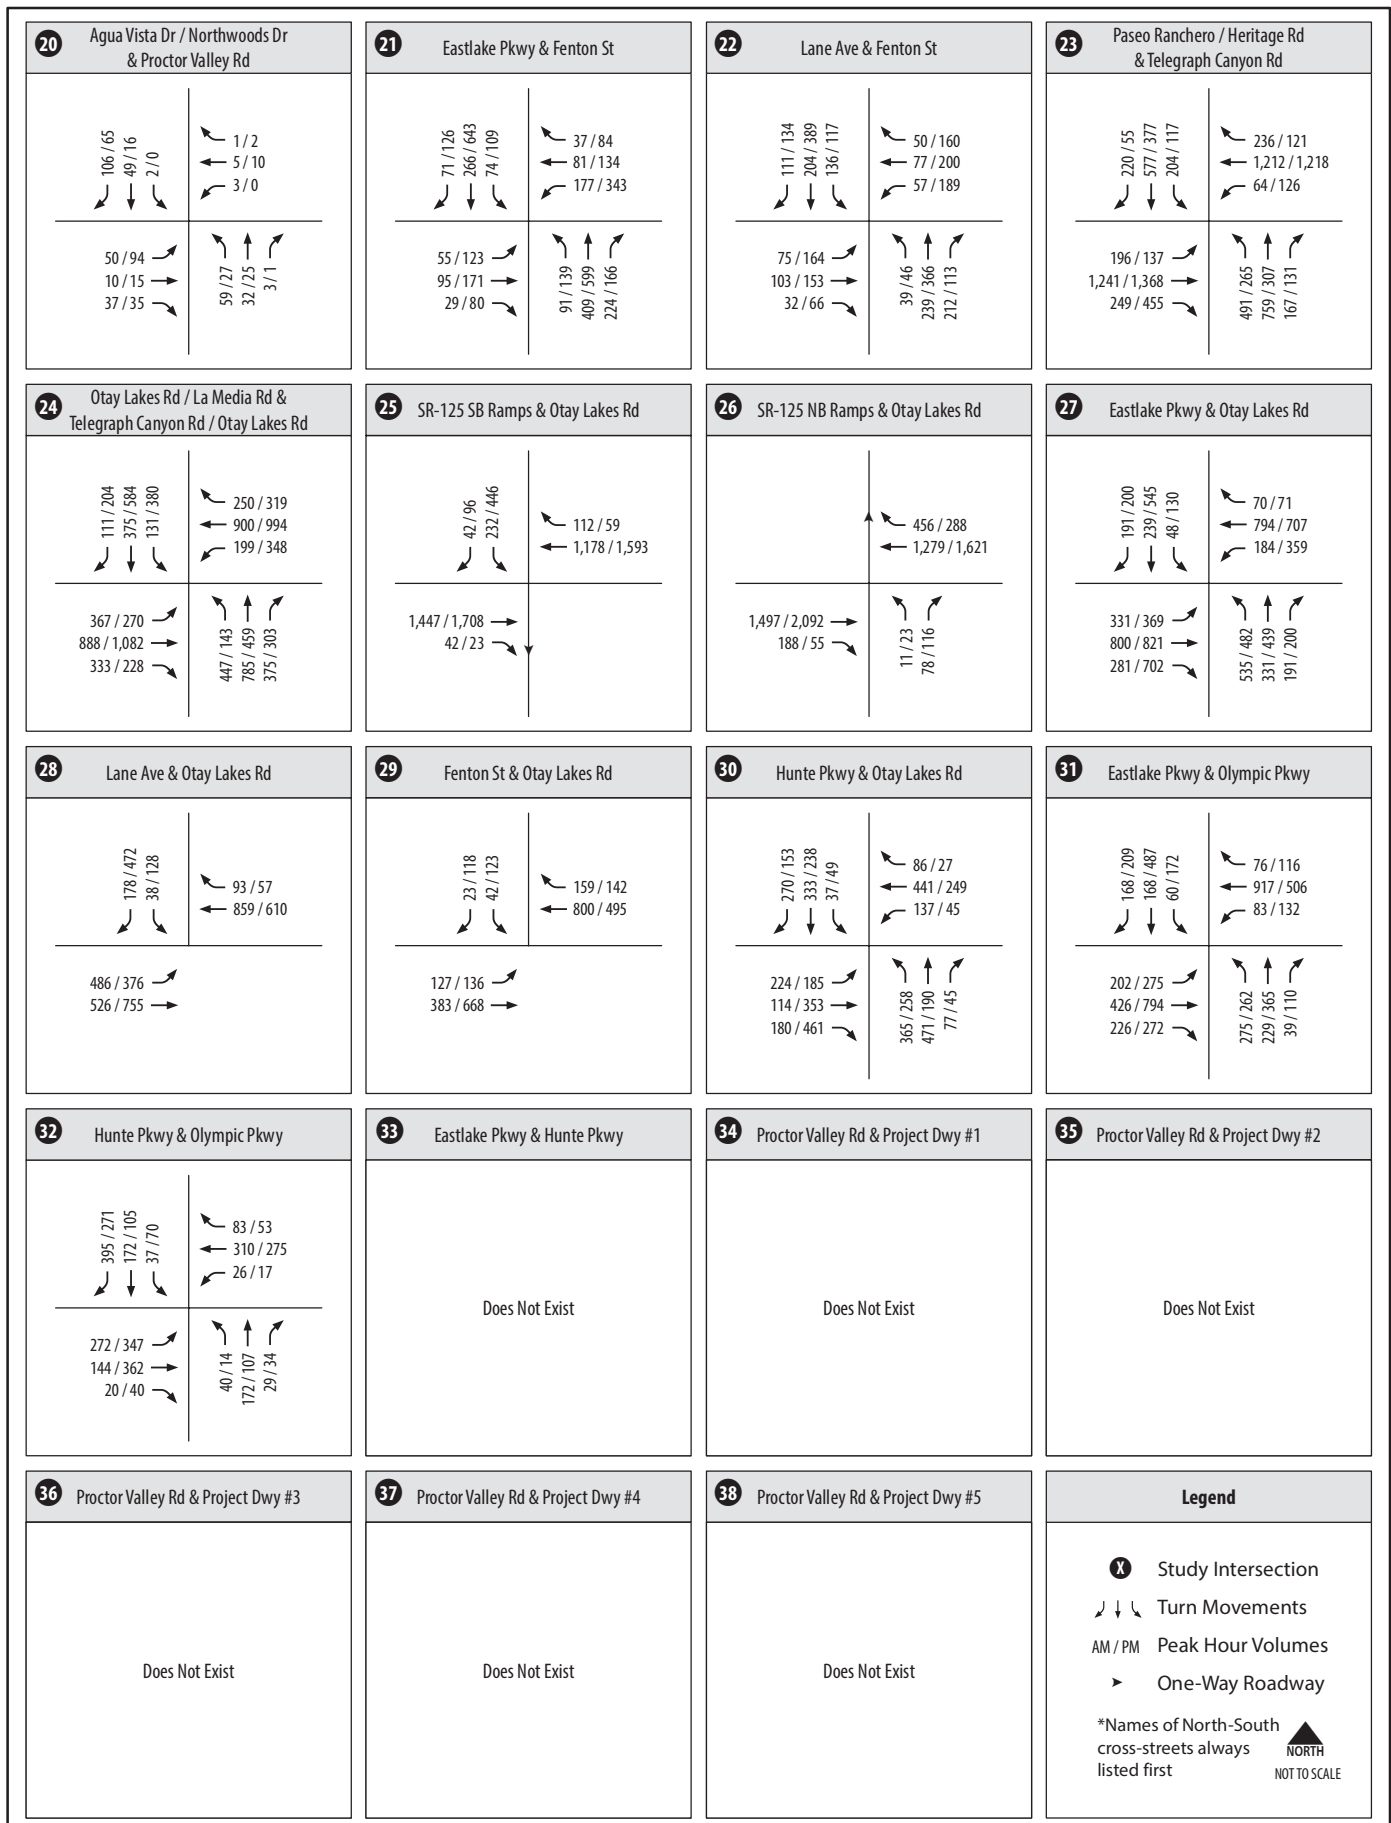 20
Agua Vista Dr / Northwoods Dr
& Proctor Valley Rd
106 / 65
49 / 16
2 / 0
1 / 2
5 / 10
3 / 0
50 / 94
10 / 15
37 / 35
59 / 27
32 / 25
3 / 1
21
Eastlake Pkwy & Fenton St
71 / 126
266 / 643
74 / 109
37 / 84
81 / 134
177 / 343
55 / 123
95 / 171
29 / 80
91 / 139
409 / 599
224 / 166
22
Lane Ave & Fenton St
111 / 134
204 / 389
136 / 117
50 / 160
77 / 200
57 / 189
75 / 164
103 / 153
32 / 66
39 / 46
239 / 366
212 / 113
23
Paseo Ranchero / Heritage Rd
& Telegraph Canyon Rd
220 / 55
577 / 377
204 / 117
236 / 121
1,212 / 1,218
64 / 126
196 / 137
1,241 / 1,368
249 / 455
491 / 265
759 / 307
167 / 131
24
Otay Lakes Rd / La Media Rd &
Telegraph Canyon Rd / Otay Lakes Rd
111 / 204
375 / 584
131 / 380
250 / 319
900 / 994
199 / 348
367 / 270
888 / 1,082
333 / 228
447 / 143
785 / 459
375 / 303
25
SR-125 SB Ramps & Otay Lakes Rd
42 / 96
232 / 446
112 / 59
1,178 / 1,593
1,447 / 1,708
42 / 23
26
SR-125 NB Ramps & Otay Lakes Rd
456 / 288
1,279 / 1,621
1,497 / 2,092
188 / 55
11 / 23
78 / 116
27
Eastlake Pkwy & Otay Lakes Rd
191 / 200
239 / 545
48 / 130
70 / 71
794 / 707
184 / 359
331 / 369
800 / 821
281 / 702
535 / 482
331 / 439
191 / 200
28
Lane Ave & Otay Lakes Rd
178 / 472
38 / 128
93 / 57
859 / 610
486 / 376
526 / 755
29
Fenton St & Otay Lakes Rd
23 / 118
42 / 123
159 / 142
800 / 495
127 / 136
383 / 668
30
Hunte Pkwy & Otay Lakes Rd
270 / 153
333 / 238
37 / 49
86 / 27
441 / 249
137 / 45
224 / 185
114 / 353
180 / 461
365 / 258
471 / 190
77 / 45
31
Eastlake Pkwy & Olympic Pkwy
168 / 209
168 / 487
60 / 172
76 / 116
917 / 506
83 / 132
202 / 275
426 / 794
226 / 272
275 / 262
229 / 365
39 / 110
32
Hunte Pkwy & Olympic Pkwy
395 / 271
172 / 105
37 / 70
83 / 53
310 / 275
26 / 17
272 / 347
144 / 362
20 / 40
40 / 14
172 / 107
29 / 34
33
Eastlake Pkwy & Hunte Pkwy
Does Not Exist
34
Proctor Valley Rd & Project Dwy #1
Does Not Exist
35
Proctor Valley Rd & Project Dwy #2
Does Not Exist
36
Proctor Valley Rd & Project Dwy #3
Does Not Exist
37
Proctor Valley Rd & Project Dwy #4
Does Not Exist
38
Proctor Valley Rd & Project Dwy #5
Does Not Exist
Legend
X Study Intersection
Turn Movements
AM / PM Peak Hour Volumes
One-Way Roadway
*Names of North-South
cross-streets always
listed first
NORTH
NOT TO SCALE